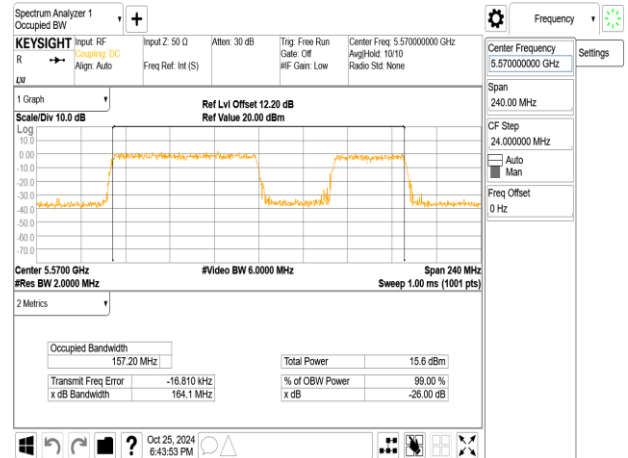 Spectrum Analyzer 1
Occupied BW
Frequency
KEYSIGHT
R
LXI
Input: RF
Coupling: DC
Align: Auto
Input Z: 50 Ω
Freq Ref: Int (S)
Atten: 30 dB
Trig: Free Run
Gate: Off
#IF Gain: Low
Center Freq: 5.570000000 GHz
Avg|Hold: 10/10
Radio Std: None
Center Frequency
5.570000000 GHz
Settings
Span
240.00 MHz
CF Step
24.000000 MHz
Auto
Man
Freq Offset
0 Hz
1 Graph
Scale/Div 10.0 dB
Ref Lvl Offset 12.20 dB
Ref Value 20.00 dBm
Log
10.0
0.00
-10.0
-20.0
-30.0
-40.0
-50.0
-60.0
-70.0
Center 5.5700 GHz
#Video BW 6.0000 MHz
Span 240 MHz
#Res BW 2.0000 MHz
Sweep 1.00 ms (1001 pts)
2 Metrics
Occupied Bandwidth
157.20 MHz
Total Power 15.6 dBm
Transmit Freq Error -16.810 kHz
% of OBW Power 99.00 %
x dB Bandwidth 164.1 MHz
x dB -26.00 dB
?
Oct 25, 2024
6:43:53 PM